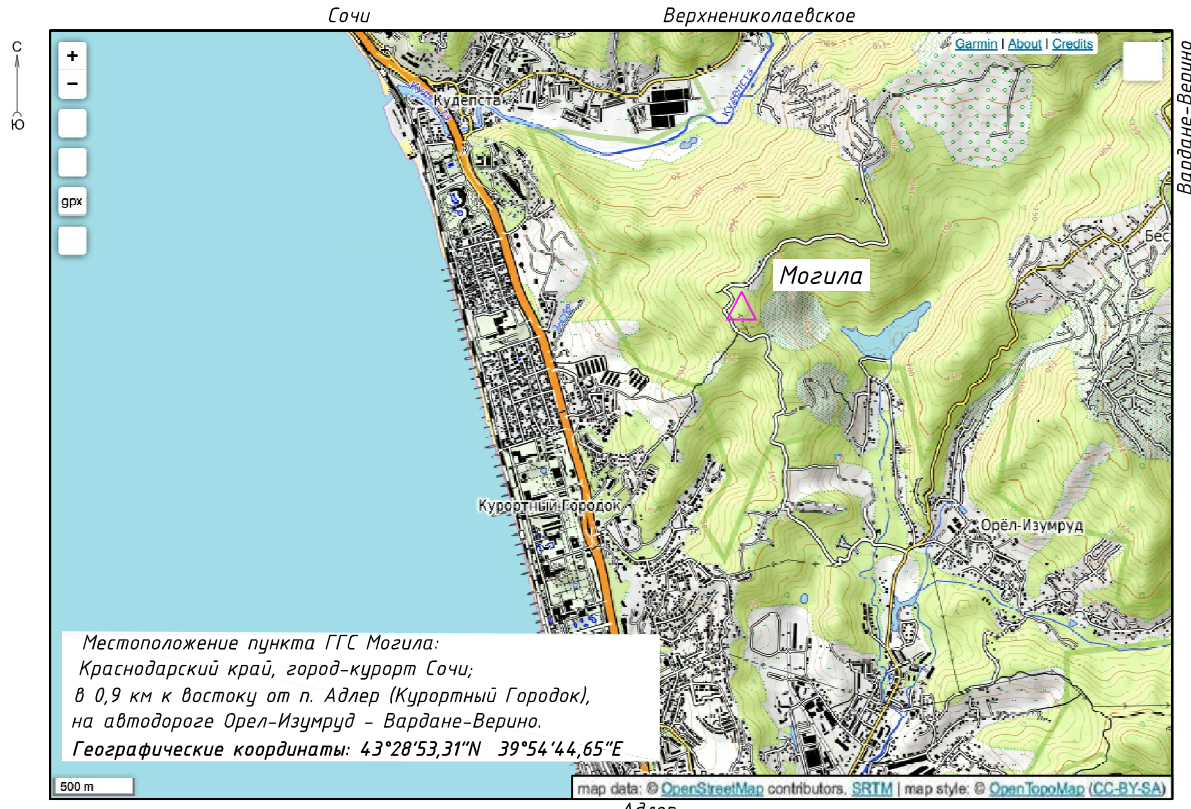 Сочи
Верхнениколаевское
С
Ю
+
−
gpx
Garmin | About | Credits
Кудепста
Кудепста
Вардане-Верино
Бес
Могила
Курортный Городок
Орёл-Изумруд
Местоположение пункта ГГС Могила:
Краснодарский край, город-курорт Сочи;
в 0,9 км к востоку от п. Адлер (Курортный Городок),
на автодороге Орел-Изумруд - Вардане-Верино.
Географические координаты: 43°28'53,31"N 39°54'44,65"E
500 m
map data: © OpenStreetMap contributors, SRTM | map style: © OpenTopoMap (CC-BY-SA)
Адлер